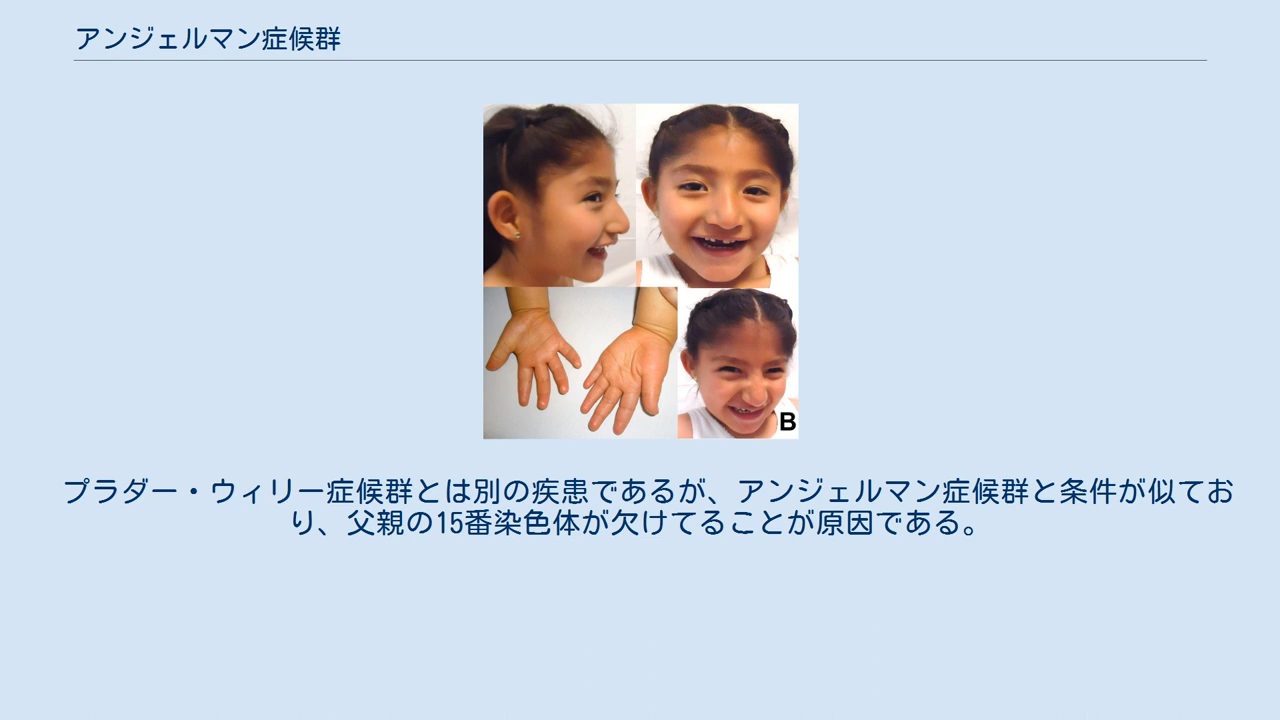 アンジェルマン症候群
B
プラダー・ウィリー症候群とは別の疾患であるが、アンジェルマン症候群と条件が似てお
り、父親の15番染色体が欠けてることが原因である。